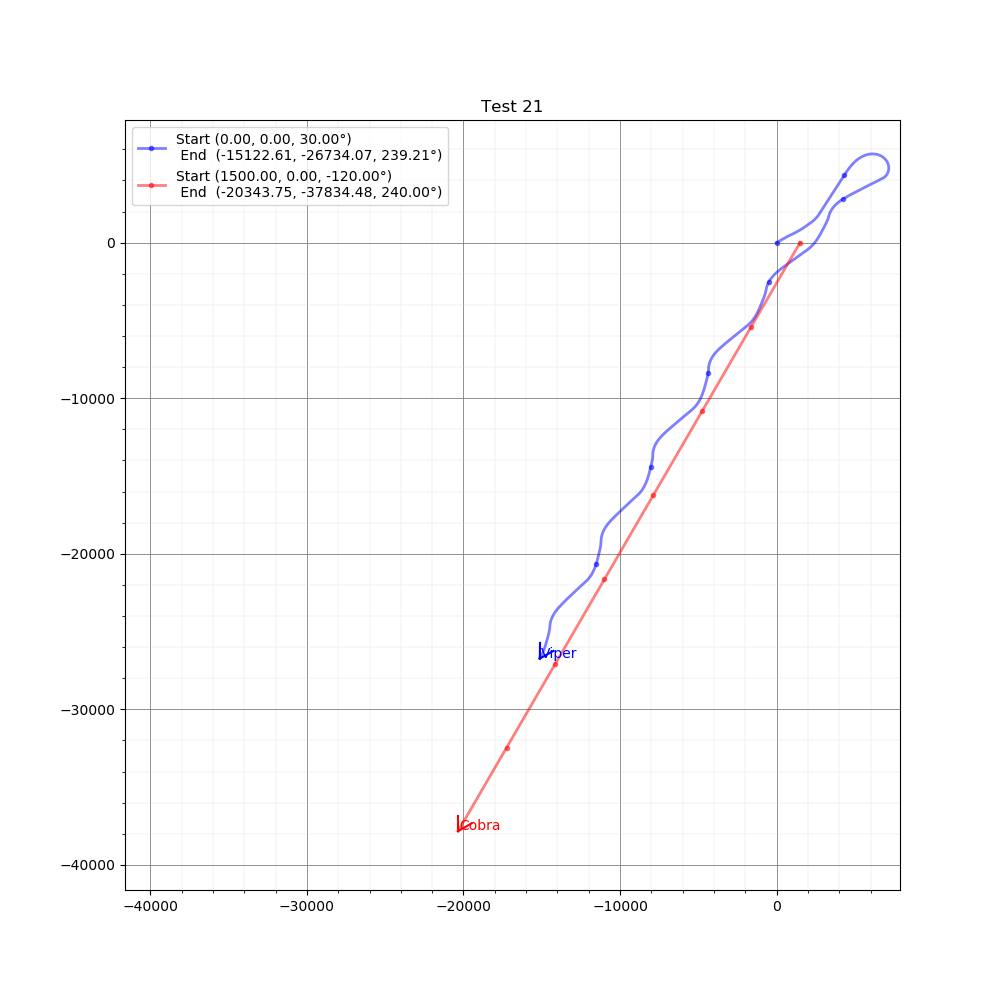 Test 21
Start (0.00, 0.00, 30.00°)
End (-15122.61, -26734.07, 239.21°)
Start (1500.00, 0.00, -120.00°)
End (-20343.75, -37834.48, 240.00°)
0
−10000
−20000
−30000
−40000
Viper
Cobra
−40000 −30000 −20000 −10000 0